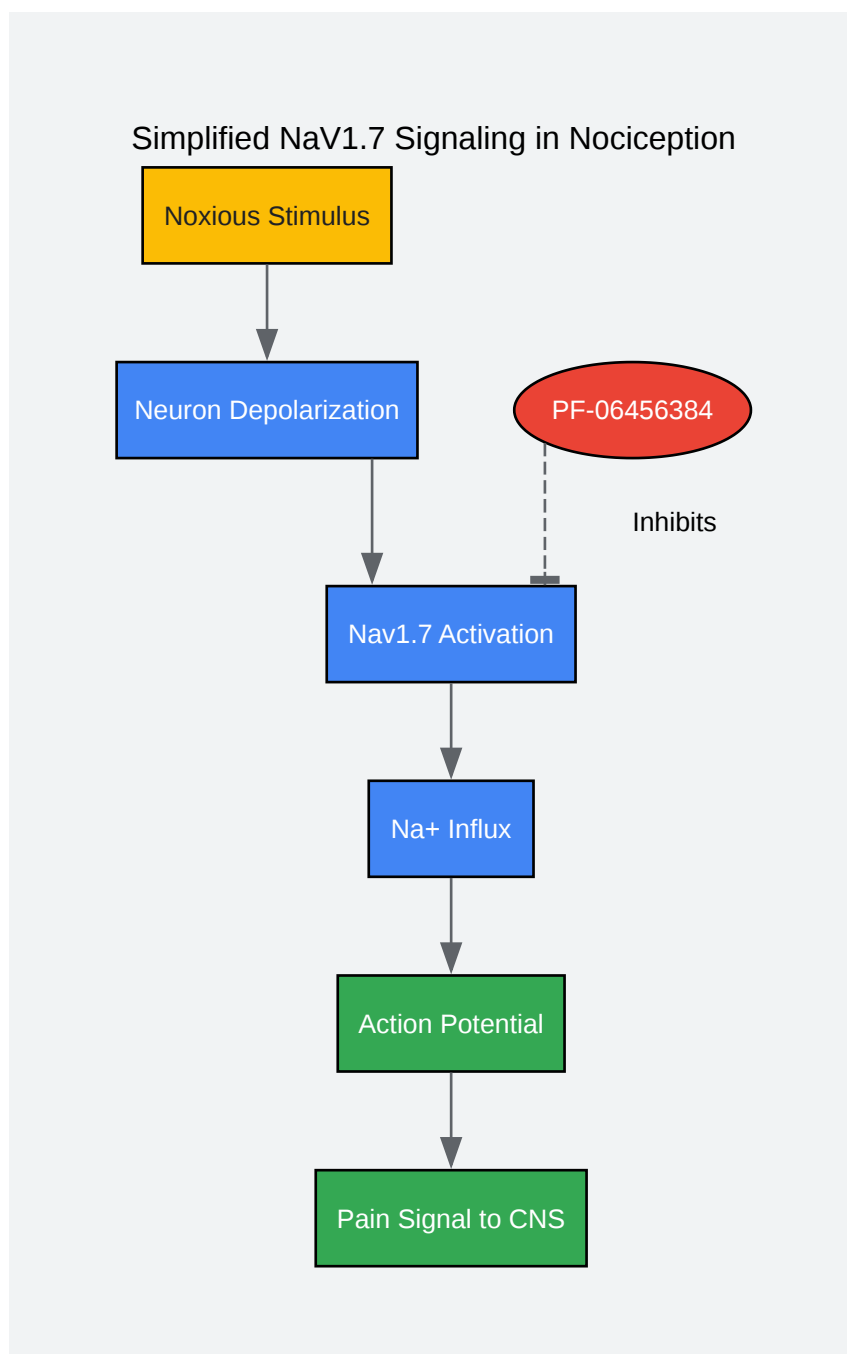 Simplified NaV1.7 Signaling in Nociception
Noxious Stimulus
Neuron Depolarization
PF-06456384
Inhibits
Nav1.7 Activation
Na+ Influx
Action Potential
Pain Signal to CNS